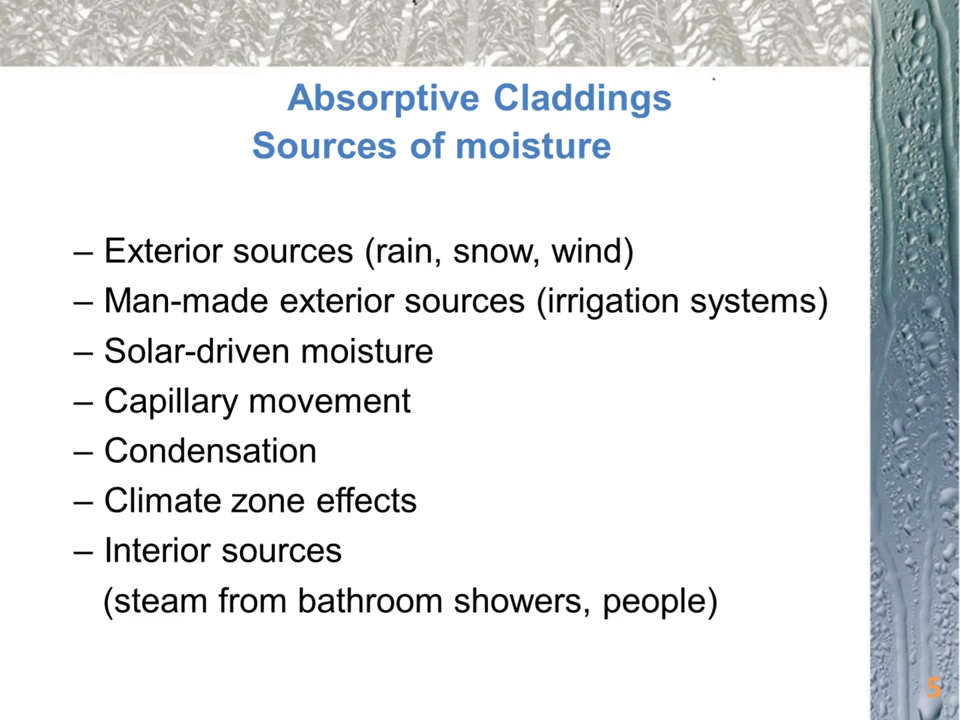 Absorptive Claddings
Sources of moisture
– Exterior sources (rain, snow, wind)
– Man-made exterior sources (irrigation systems)
– Solar-driven moisture
– Capillary movement
– Condensation
– Climate zone effects
– Interior sources
(steam from bathroom showers, people)
5